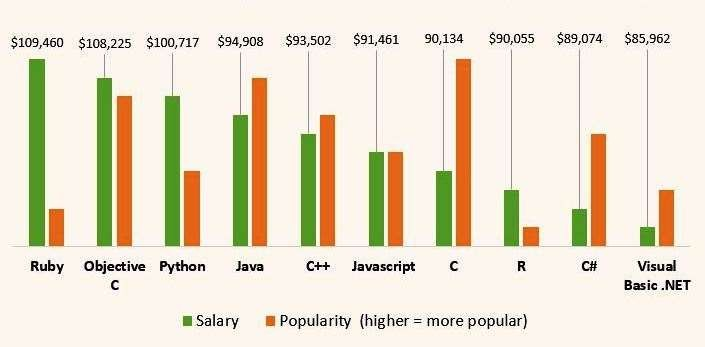 $109,460 $108,225 $100,717 $94,908 $93,502 $91,461 90,134 $90,055 $89,074 $85,962
Ruby Objective Python Java C++ Javascript C R C# Visual
C Basic .NET
Salary Popularity (higher = more popular)